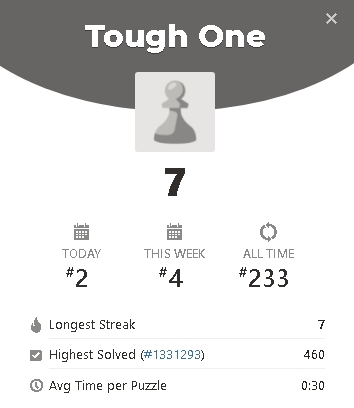 Tough One
7
TODAY
#2
THIS WEEK
#4
ALL TIME
#233
Longest Streak 7
Highest Solved (#1331293) 460
Avg Time per Puzzle 0:30